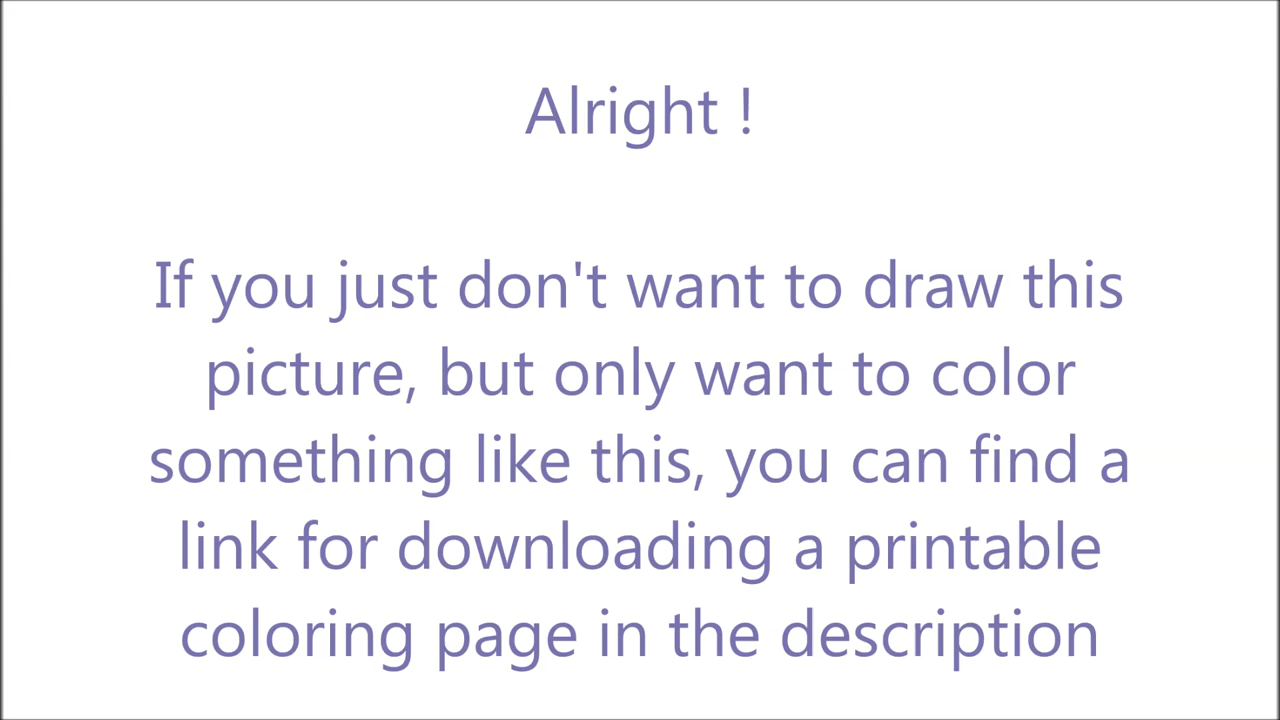 Alright !
If you just don't want to draw this
picture, but only want to color
something like this, you can find a
link for downloading a printable
coloring page in the description